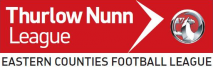 Thurlow Nunn
League
EASTERN COUNTIES FOOTBALL LEAGUE